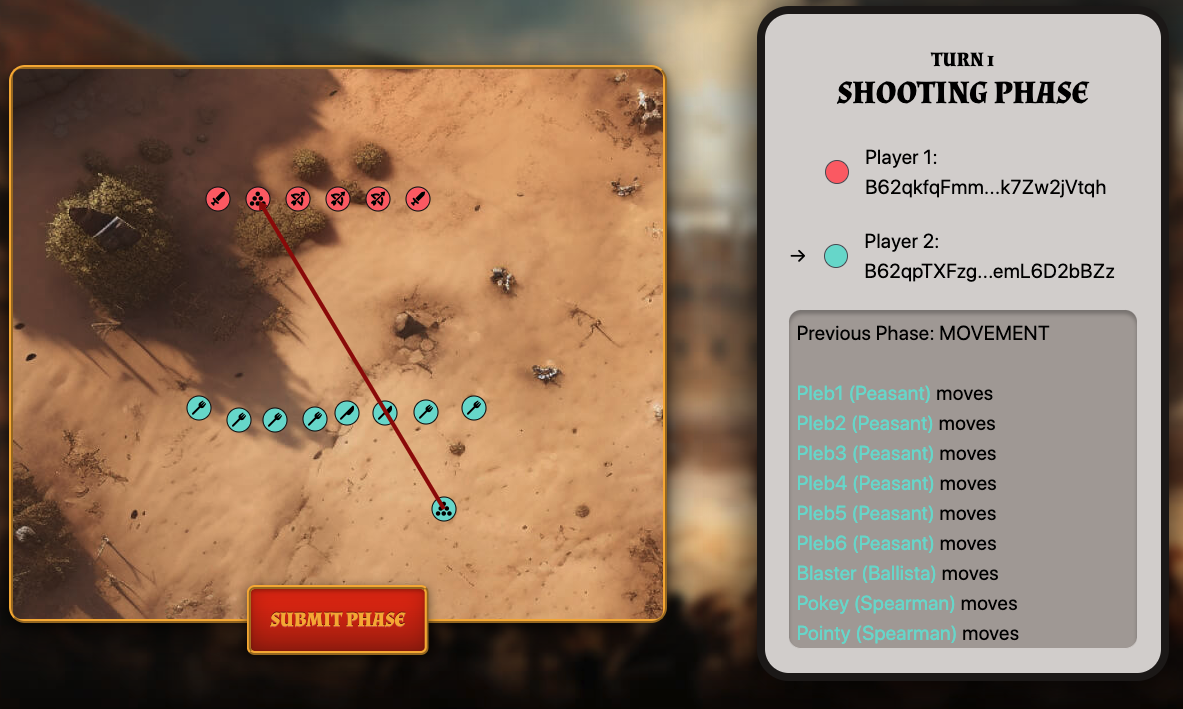 TURN 1
SHOOTING PHASE
Player 1:
B62qkfqFmm...k7Zw2jVtqh
→ Player 2:
B62qpTXFzg...emL6D2bBZz
Previous Phase: MOVEMENT
Pleb1 (Peasant) moves
Pleb2 (Peasant) moves
Pleb3 (Peasant) moves
Pleb4 (Peasant) moves
Pleb5 (Peasant) moves
Pleb6 (Peasant) moves
Blaster (Ballista) moves
Pokey (Spearman) moves
Pointy (Spearman) moves
SUBMIT PHASE